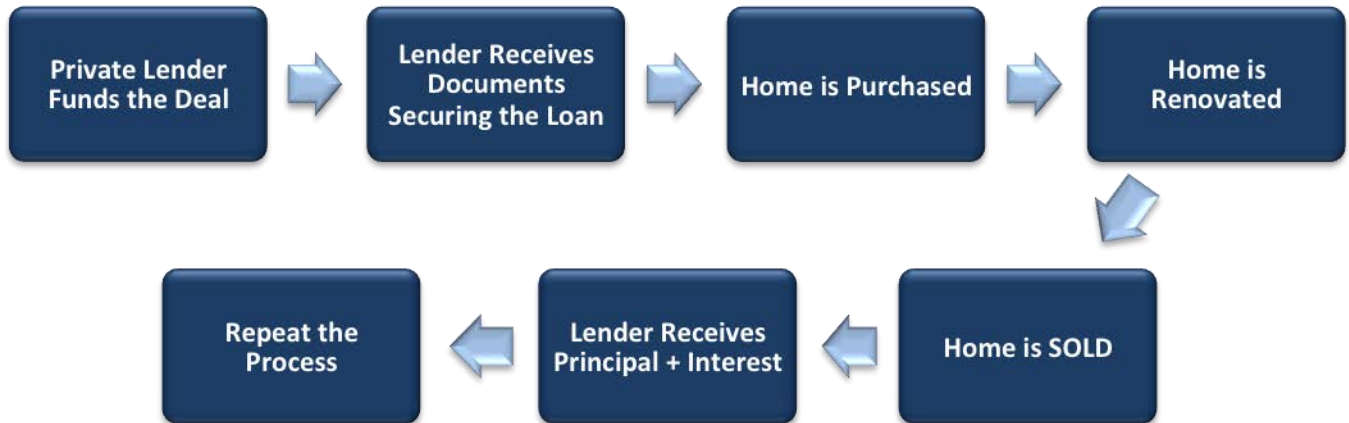 Private Lender
Funds the Deal
Lender Receives
Documents
Securing the Loan
Home is Purchased
Home is
Renovated
Home is SOLD
Lender Receives
Principal + Interest
Repeat the
Process